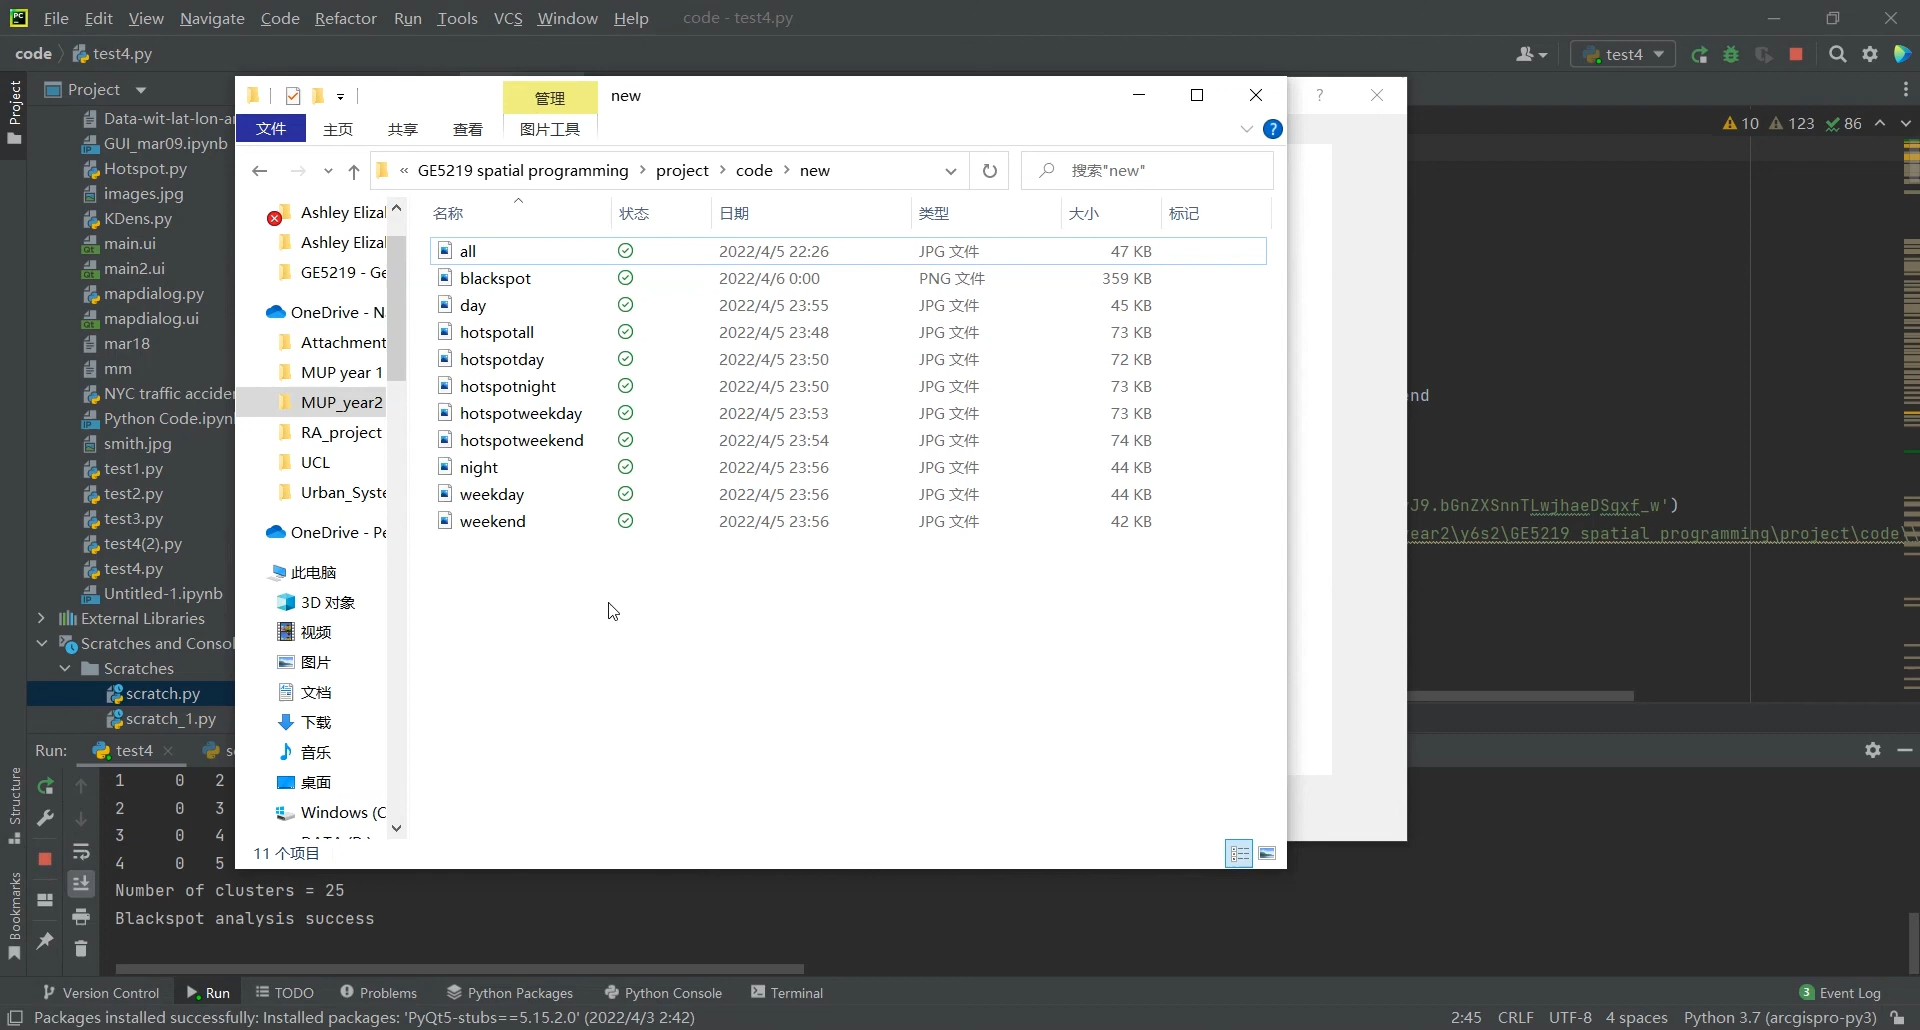 File Edit View Navigate Code Refactor Run Tools VCS Window Help code - test4.py
code test4.py
test4
Project
Project
Data-wit-lat-lon-a
GUI_mar09.ipynb
Hotspot.py
images.jpg
KDens.py
main.ui
main2.ui
mapdialog.py
mapdialog.ui
mar18
mm
NYC traffic accide
Python Code.ipyn
smith.jpg
test1.py
test2.py
test3.py
test4(2).py
test4.py
Untitled-1.ipynb
External Libraries
Scratches and Consol
Scratches
scratch.py
scratch_1.py
管理 new
文件 主页 共享 查看 图片工具
« GE5219 spatial programming > project > code > new
搜索"new"
Ashley Eliza
Ashley Eliza
GE5219 - Ge
OneDrive - N
Attachment
MUP year 1
MUP_year2
RA_project
UCL
Urban_Syste
OneDrive - Pe
此电脑
3D 对象
视频
图片
文档
下载
音乐
桌面
Windows (C
名称 状态 日期 类型 大小 标记
all 2022/4/5 22:26 JPG 文件 47 KB
blackspot 2022/4/6 0:00 PNG 文件 359 KB
day 2022/4/5 23:55 JPG 文件 45 KB
hotspotall 2022/4/5 23:48 JPG 文件 73 KB
hotspotday 2022/4/5 23:50 JPG 文件 72 KB
hotspotnight 2022/4/5 23:50 JPG 文件 73 KB
hotspotweekday 2022/4/5 23:53 JPG 文件 73 KB
hotspotweekend 2022/4/5 23:54 JPG 文件 74 KB
night 2022/4/5 23:56 JPG 文件 44 KB
weekday 2022/4/5 23:56 JPG 文件 44 KB
weekend 2022/4/5 23:56 JPG 文件 42 KB
11 个项目
10 123 86
nd
J9.bGnZXSnnTLwjhaeDSqxf_w')
ear2\y6s2\GE5219 spatial programming\project\code\
Run: test4
1 0 2
2 0 3
3 0 4
4 0 5
Number of clusters = 25
Blackspot analysis success
Structure
Bookmarks
Version Control Run TODO Problems Python Packages Python Console Terminal 3 Event Log
Packages installed successfully: Installed packages: 'PyQt5-stubs==5.15.2.0' (2022/4/3 2:42) 2:45 CRLF UTF-8 4 spaces Python 3.7 (arcgispro-py3)